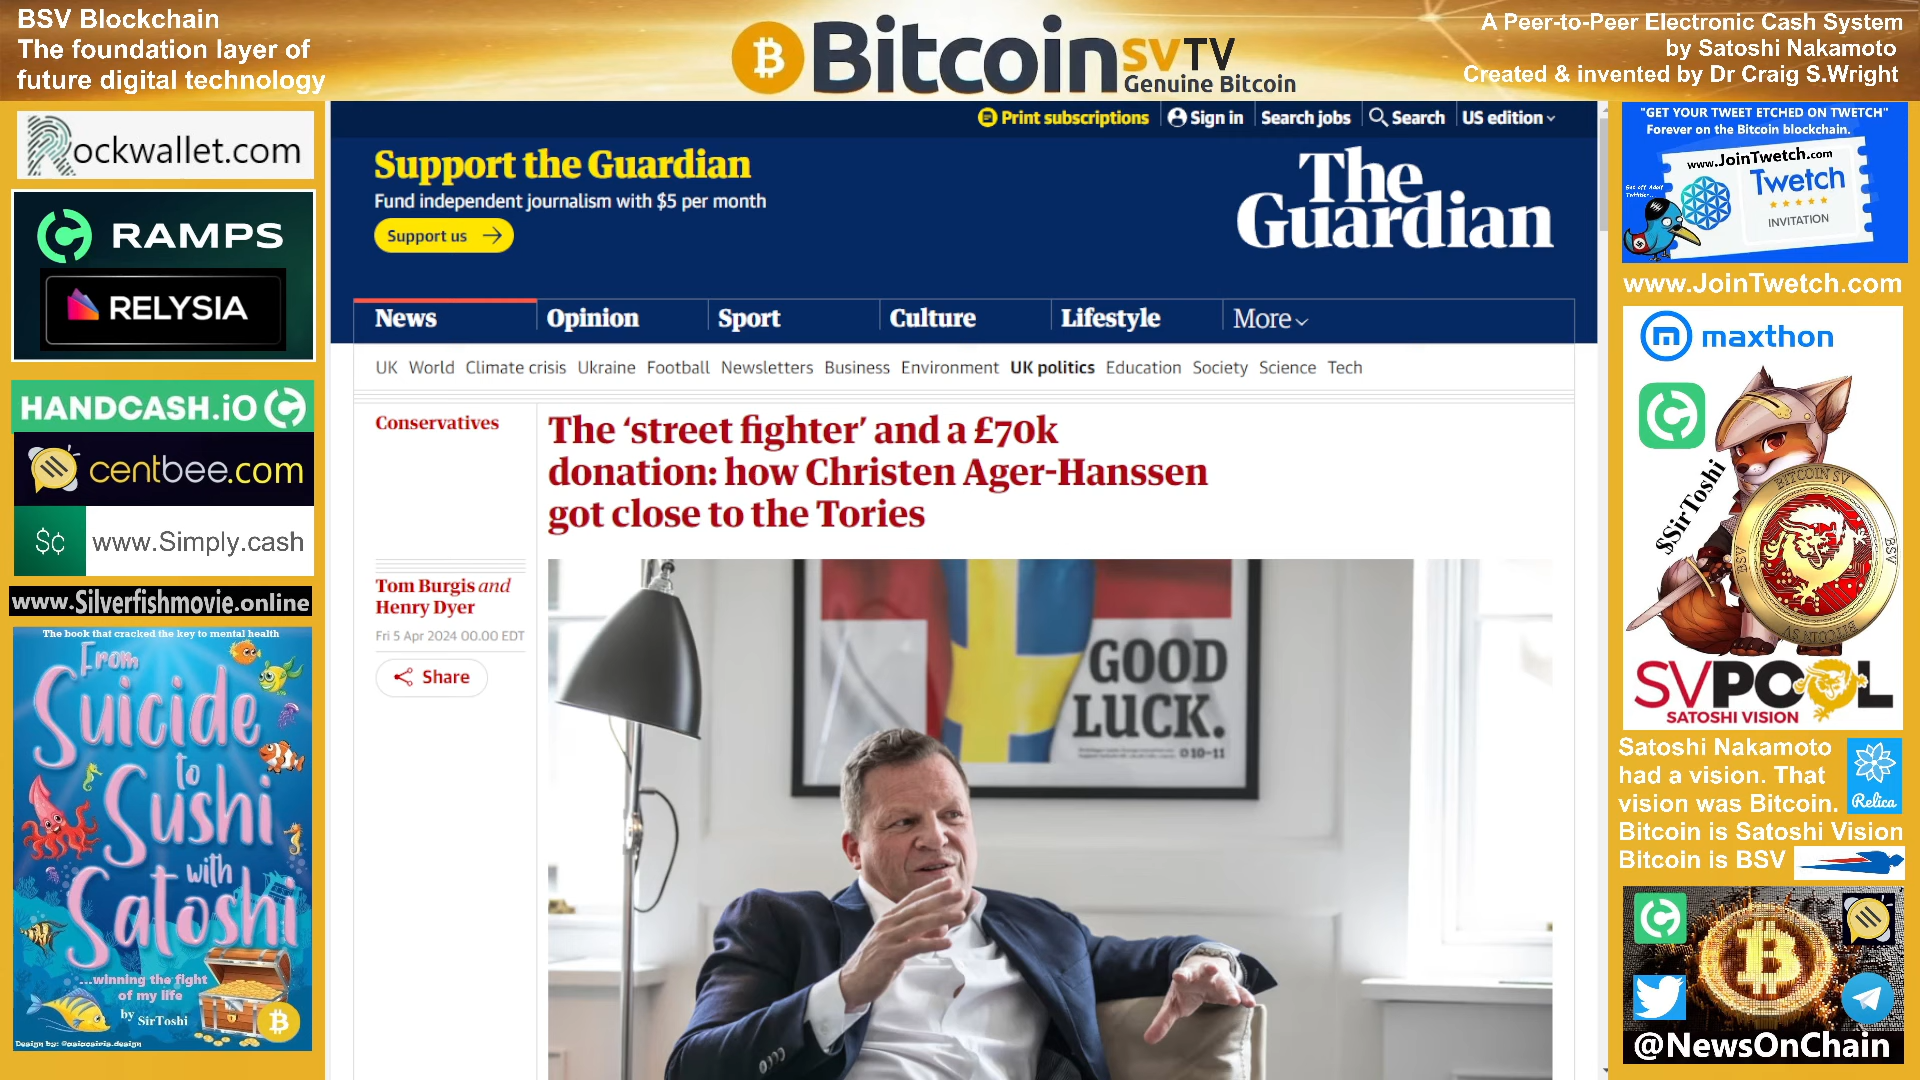 BSV Blockchain
The foundation layer of
future digital technology
Bitcoin SVTV
Genuine Bitcoin
A Peer-to-Peer Electronic Cash System
by Satoshi Nakamoto
Created & invented by Dr Craig S.Wright
Rockwallet.com
RAMPS
RELYSIA
HANDCASH.iO
centbee.com
$¢ www.Simply.cash
www.Silverfishmovie.online
The book that cracked the key to mental health
From
Suicide
to
Sushi
with
Satoshi
...winning the fight
of my life
by SirToshi
Print subscriptions Sign in Search jobs Search US edition
Support the Guardian
Fund independent journalism with $5 per month
Support us
The
Guardian
News Opinion Sport Culture Lifestyle More
UK World Climate crisis Ukraine Football Newsletters Business Environment UK politics Education Society Science Tech
Conservatives
The ‘street fighter’ and a £70k
donation: how Christen Ager-Hanssen
got close to the Tories
Tom Burgis and
Henry Dyer
Fri 5 Apr 2024 00.00 EDT
Share
GOOD
LUCK.
010-11
"GET YOUR TWEET ETCHED ON TWETCH"
Forever on the Bitcoin blockchain.
www.JoinTwetch.com
Twetch
INVITATION
www.JoinTwetch.com
maxthon
$SirToshi
BITCOIN SV
BSV
BSV
BITCOIN SV
SVPOOL
SATOSHI VISION
Satoshi Nakamoto
had a vision. That
vision was Bitcoin.
Relica
Bitcoin is Satoshi Vision
Bitcoin is BSV
@NewsOnChain